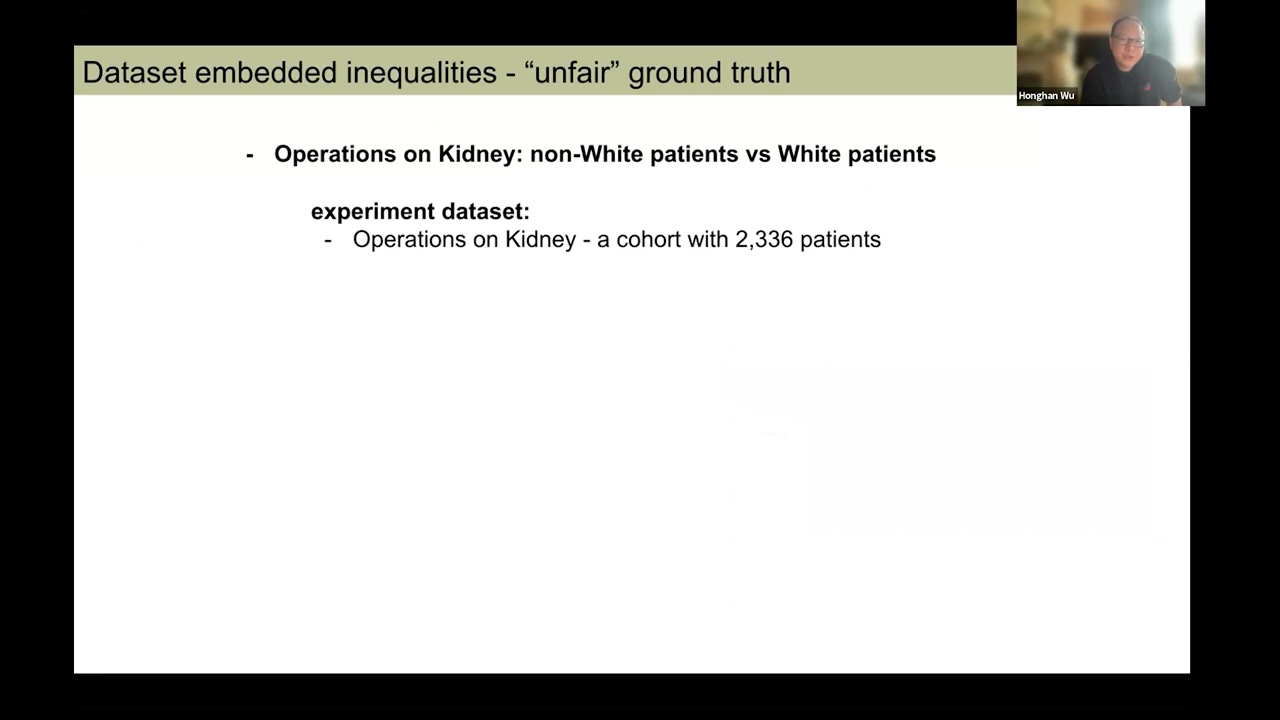 Dataset embedded inequalities - “unfair” ground truth
Honghan Wu
- Operations on Kidney: non-White patients vs White patients
experiment dataset:
- Operations on Kidney - a cohort with 2,336 patients